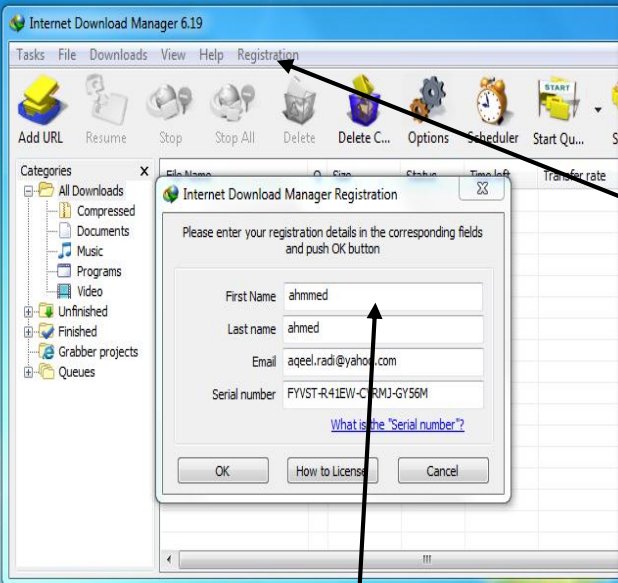 Internet Download Manager 6.19
Tasks File Downloads View Help Registration
Add URL Resume Stop Stop All Delete Delete C... Options Scheduler Start Qu... S
START
Categories X
File Name Q Size Status Time left Transfer rate
All Downloads
Compressed
Documents
Music
Programs
Video
Unfinished
Finished
Grabber projects
Queues
Internet Download Manager Registration
Please enter your registration details in the corresponding fields
and push OK button
First Name ahmmed
Last name ahmed
Email aqeel.radi@yahoo.com
Serial number
What is the "Serial number"?
OK How to License Cancel